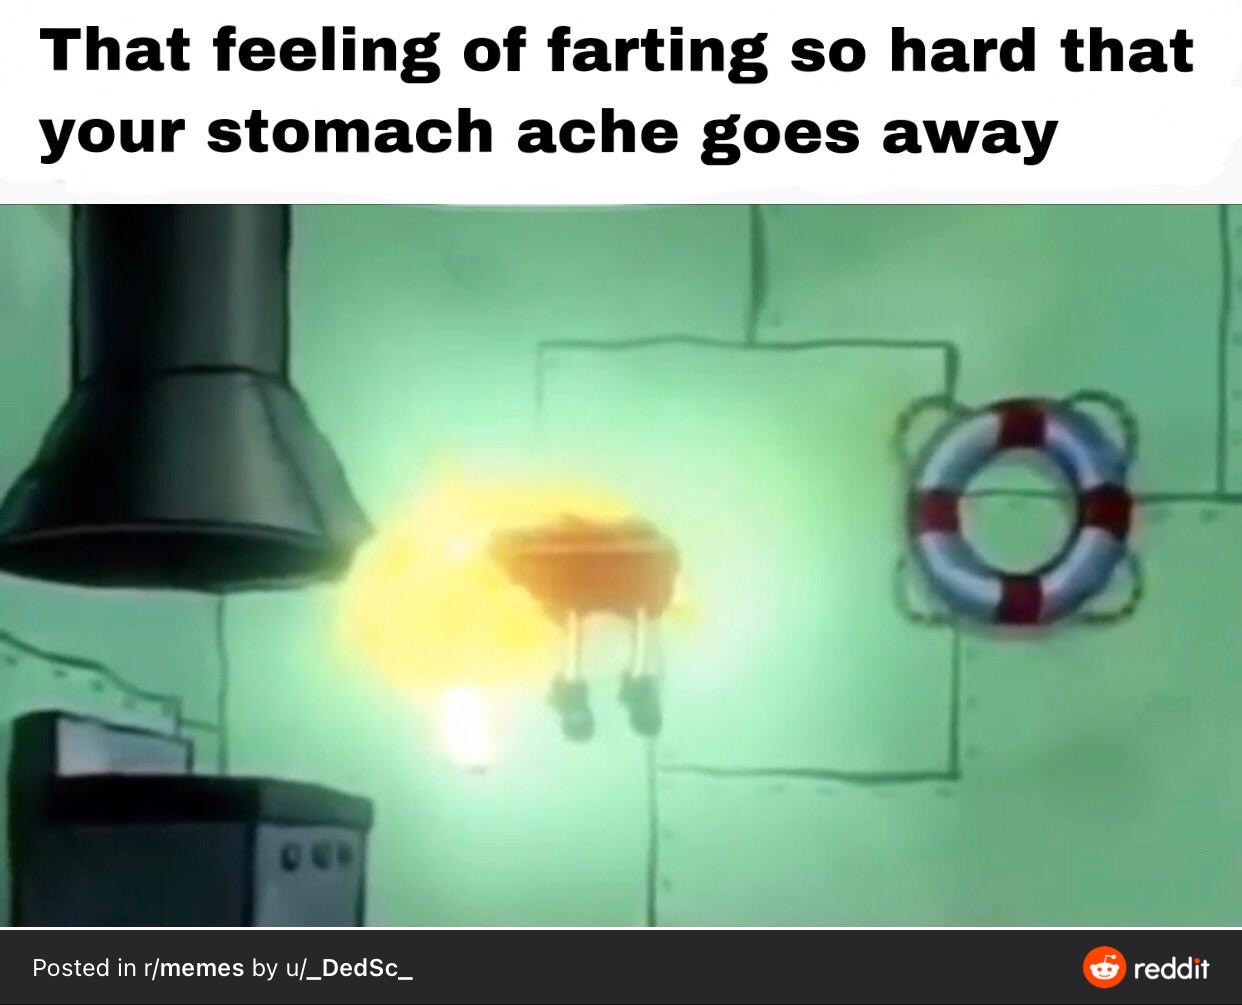 That feeling of farting so hard that
your stomach ache goes away
Posted in r/memes by u/_DedSc_
reddit